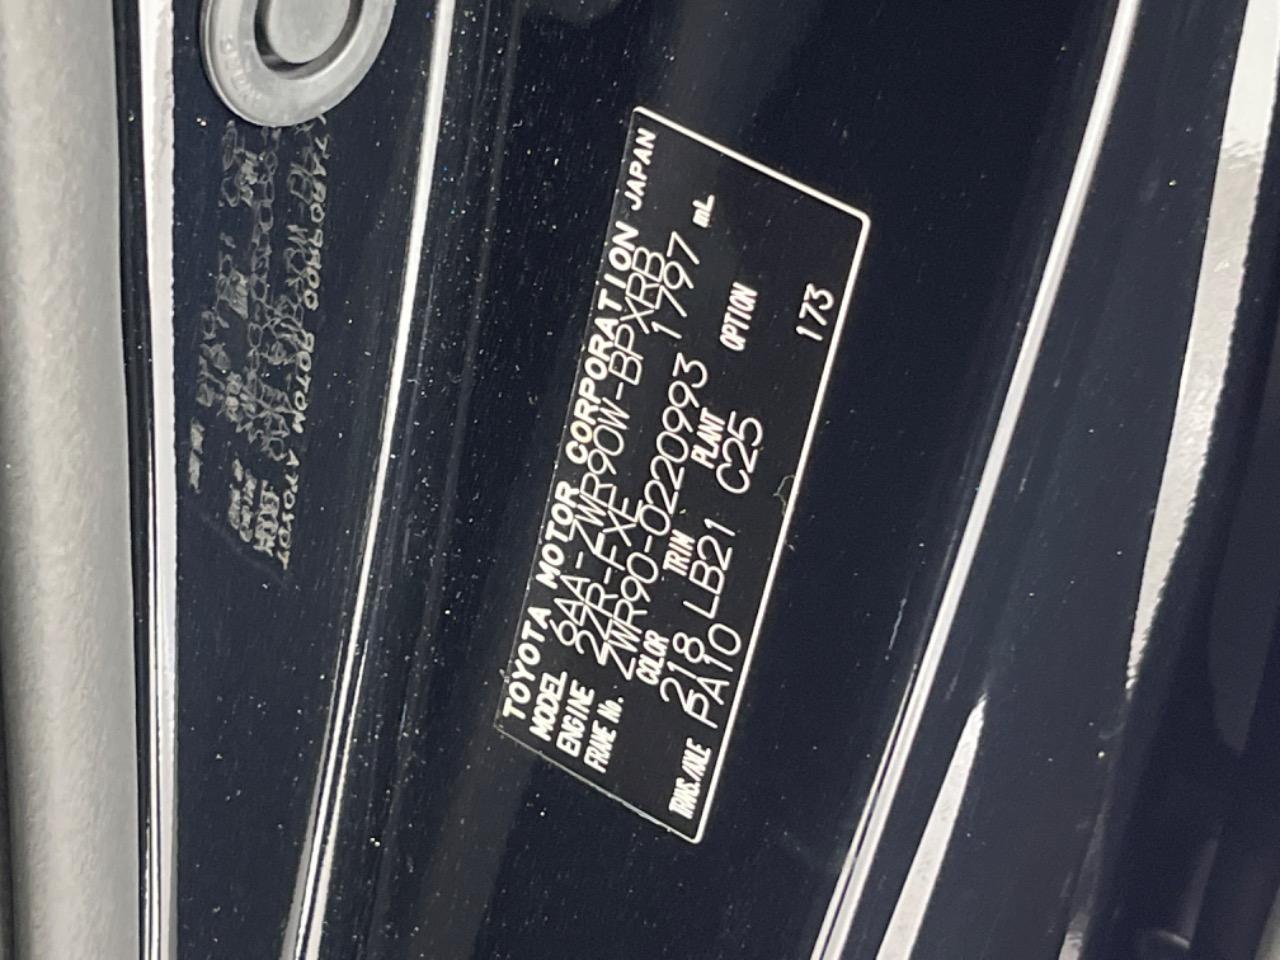 TOYOTA MOTOR CORPORATION JAPAN
MODEL 6AA-ZWR90W-BPXRB
ENGINE 2ZR-FXE 1797 mL
FRAME No. ZWR90-0220993
COLOR TRIM PLANT OPTION
218 LB21 C25
TRANS./AXLE PA10 173